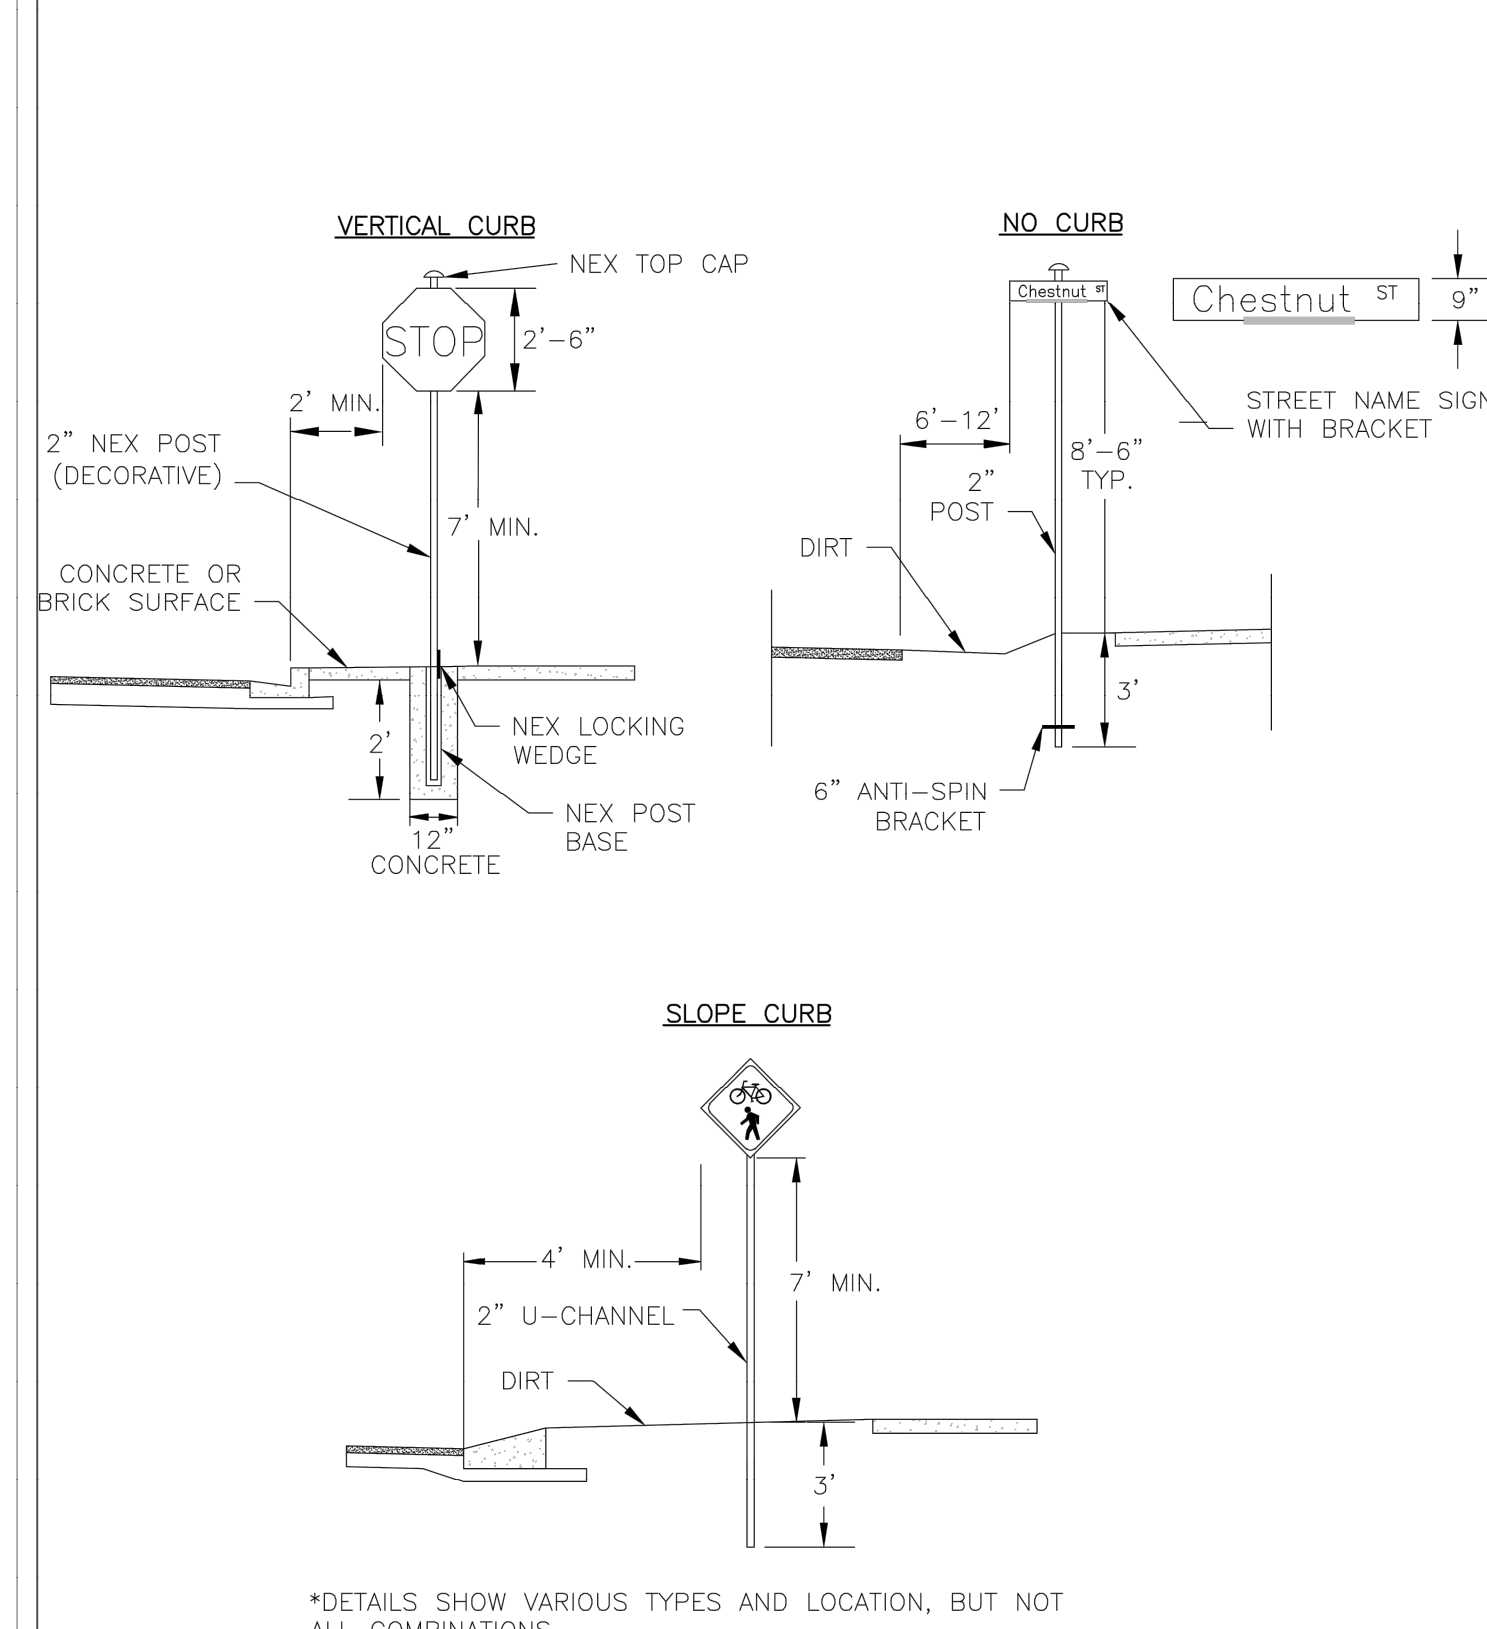 VERTICAL CURB
NEX TOP CAP
STOP
2'-6"
2' MIN.
2" NEX POST
(DECORATIVE)
7' MIN.
CONCRETE OR
BRICK SURFACE
2'
NEX LOCKING
WEDGE
NEX POST
BASE
12"
CONCRETE
NO CURB
Chestnut ST
Chestnut ST
9"
STREET NAME SIGN
WITH BRACKET
6'-12'
8'-6"
TYP.
2"
POST
DIRT
3'
6" ANTI-SPIN
BRACKET
SLOPE CURB
4' MIN.
7' MIN.
2" U-CHANNEL
DIRT
3'
*DETAILS SHOW VARIOUS TYPES AND LOCATION, BUT NOT
ALL COMBINATIONS